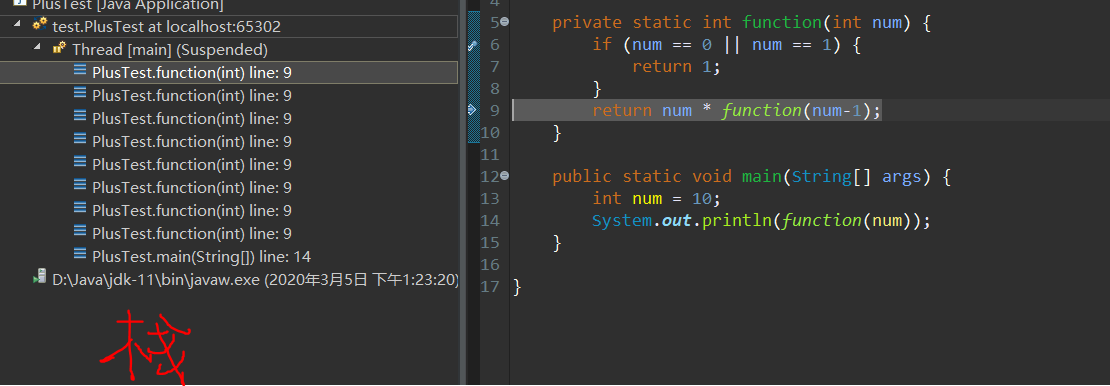 PlusTest [Java Application]
test.PlusTest at localhost:65302
Thread [main] (Suspended)
PlusTest.function(int) line: 9
PlusTest.function(int) line: 9
PlusTest.function(int) line: 9
PlusTest.function(int) line: 9
PlusTest.function(int) line: 9
PlusTest.function(int) line: 9
PlusTest.function(int) line: 9
PlusTest.function(int) line: 9
PlusTest.main(String[]) line: 14
D:\Java\jdk-11\bin\javaw.exe (2020年3月5日 下午1:23:20)
栈
4
5 private static int function(int num) {
6 if (num == 0 || num == 1) {
7 return 1;
8 }
9 return num * function(num-1);
10 }
11
12 public static void main(String[] args) {
13 int num = 10;
14 System.out.println(function(num));
15 }
16
17 }